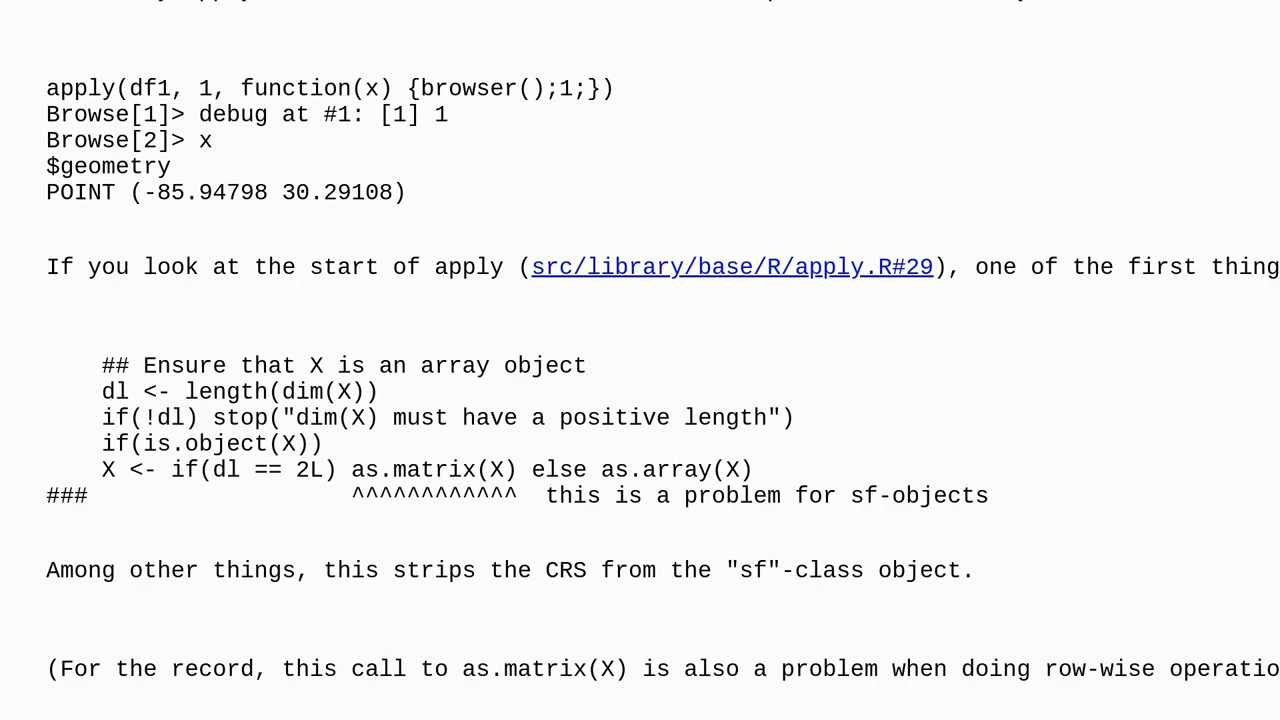 apply(df1, 1, function(x) {browser();1;})
Browse[1]> debug at #1: [1] 1
Browse[2]> x
$geometry
POINT (-85.94798 30.29108)
If you look at the start of apply (src/library/base/R/apply.R#29), one of the first thing
## Ensure that X is an array object
dl <- length(dim(X))
if(!dl) stop("dim(X) must have a positive length")
if(is.object(X))
X <- if(dl == 2L) as.matrix(X) else as.array(X)
### ^^^^^^^^^^^^ this is a problem for sf-objects
Among other things, this strips the CRS from the "sf"-class object.
(For the record, this call to as.matrix(X) is also a problem when doing row-wise operatio